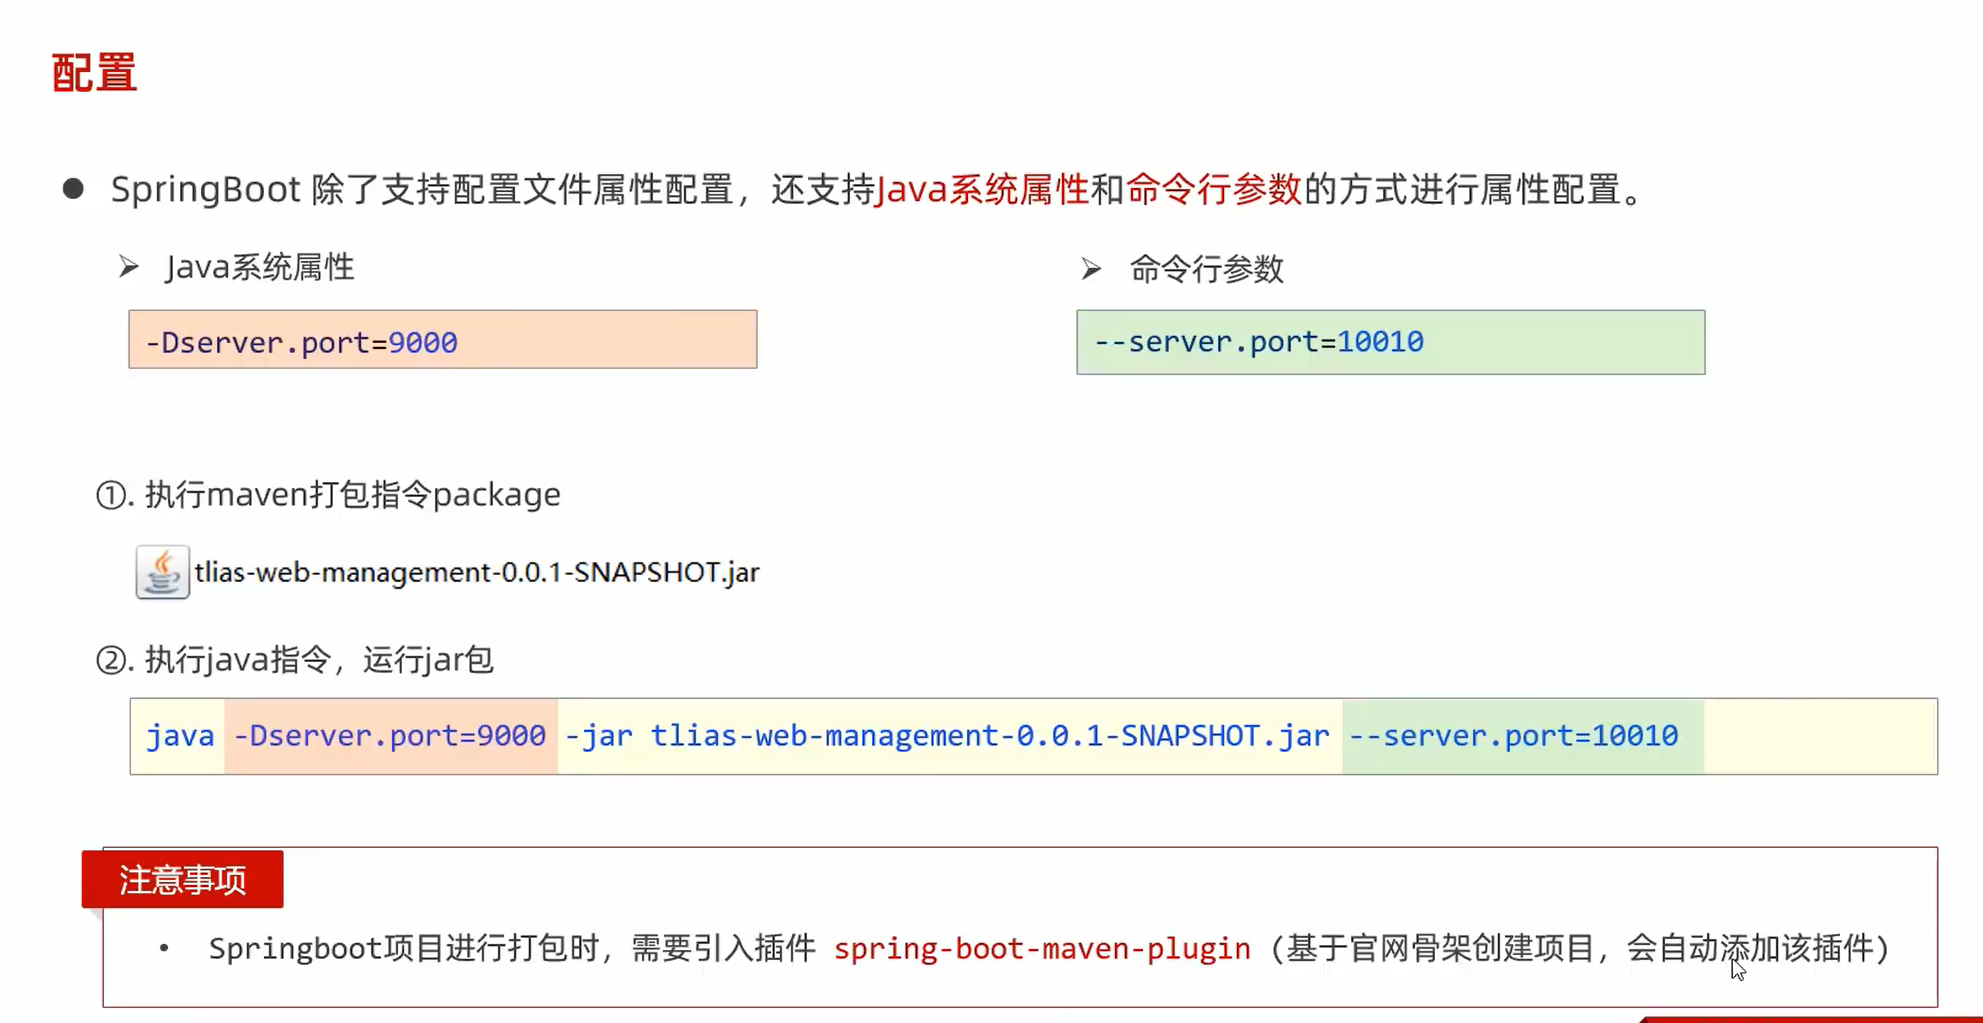 配置
● SpringBoot 除了支持配置文件属性配置，还支持Java系统属性和命令行参数的方式进行属性配置。
➢ Java系统属性
-Dserver.port=9000
➢ 命令行参数
--server.port=10010
①. 执行maven打包指令package
tlias-web-management-0.0.1-SNAPSHOT.jar
②. 执行java指令，运行jar包
java -Dserver.port=9000 -jar tlias-web-management-0.0.1-SNAPSHOT.jar --server.port=10010
注意事项
• Springboot项目进行打包时，需要引入插件 spring-boot-maven-plugin (基于官网骨架创建项目，会自动添加该插件)